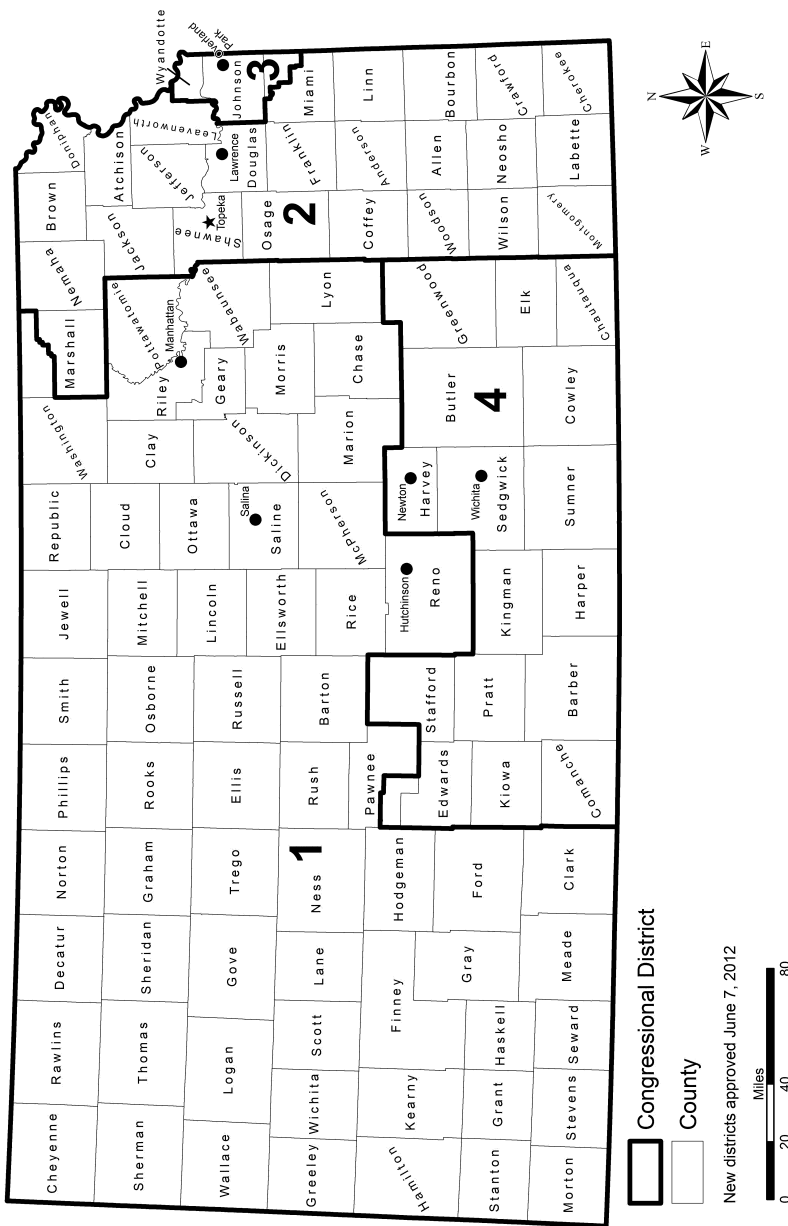 Cheyenne
Rawlins
Decatur
Norton
Phillips
Smith
Jewell
Republic
Washington
Marshall
Nemaha
Brown
Doniphan
Sherman
Thomas
Sheridan
Graham
Rooks
Osborne
Mitchell
Cloud
Clay
Riley
Pottawatomie
Jackson
Atchison
Jefferson
Leavenworth
Wyandotte
Wallace
Logan
Gove
Trego
Ellis
Russell
Lincoln
Ottawa
Dickinson
Geary
Manhattan
Wabaunsee
Shawnee
Topeka
Lawrence
Douglas
Johnson
Overland
Park
3
Greeley
Wichita
Scott
Lane
Ness
1
Rush
Barton
Ellsworth
Salina
Saline
Morris
Osage
2
Franklin
Miami
Rice
McPherson
Marion
Chase
Lyon
Coffey
Anderson
Linn
Hamilton
Kearny
Finney
Hodgeman
Pawnee
Stafford
Hutchinson
Reno
Newton
Harvey
Butler
4
Greenwood
Woodson
Allen
Bourbon
Gray
Ford
Edwards
Stanton
Grant
Haskell
Kiowa
Pratt
Kingman
Wichita
Sedgwick
Elk
Wilson
Neosho
Crawford
Morton
Stevens
Seward
Meade
Clark
Comanche
Barber
Harper
Sumner
Cowley
Chautauqua
Montgomery
Labette
Cherokee
Congressional District
County
New districts approved June 7, 2012
Miles
0 20 40 80
N
W E
S